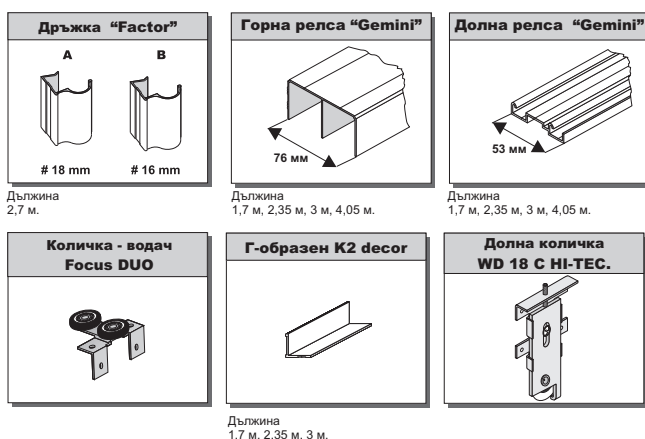 Дръжка “Factor”
A
B
# 18 mm
# 16 mm
Дължина
2,7 м.
Горна релса “Gemini”
76 мм
Дължина
1,7 м, 2,35 м, 3 м, 4,05 м.
Долна релса “Gemini”
53 мм
Дължина
1,7 м, 2,35 м, 3 м, 4,05 м.
Количка - водач
Focus DUO
Г-образен K2 decor
Дължина
1,7 м, 2,35 м, 3 м.
Долна количка
WD 18 C HI-TEC.